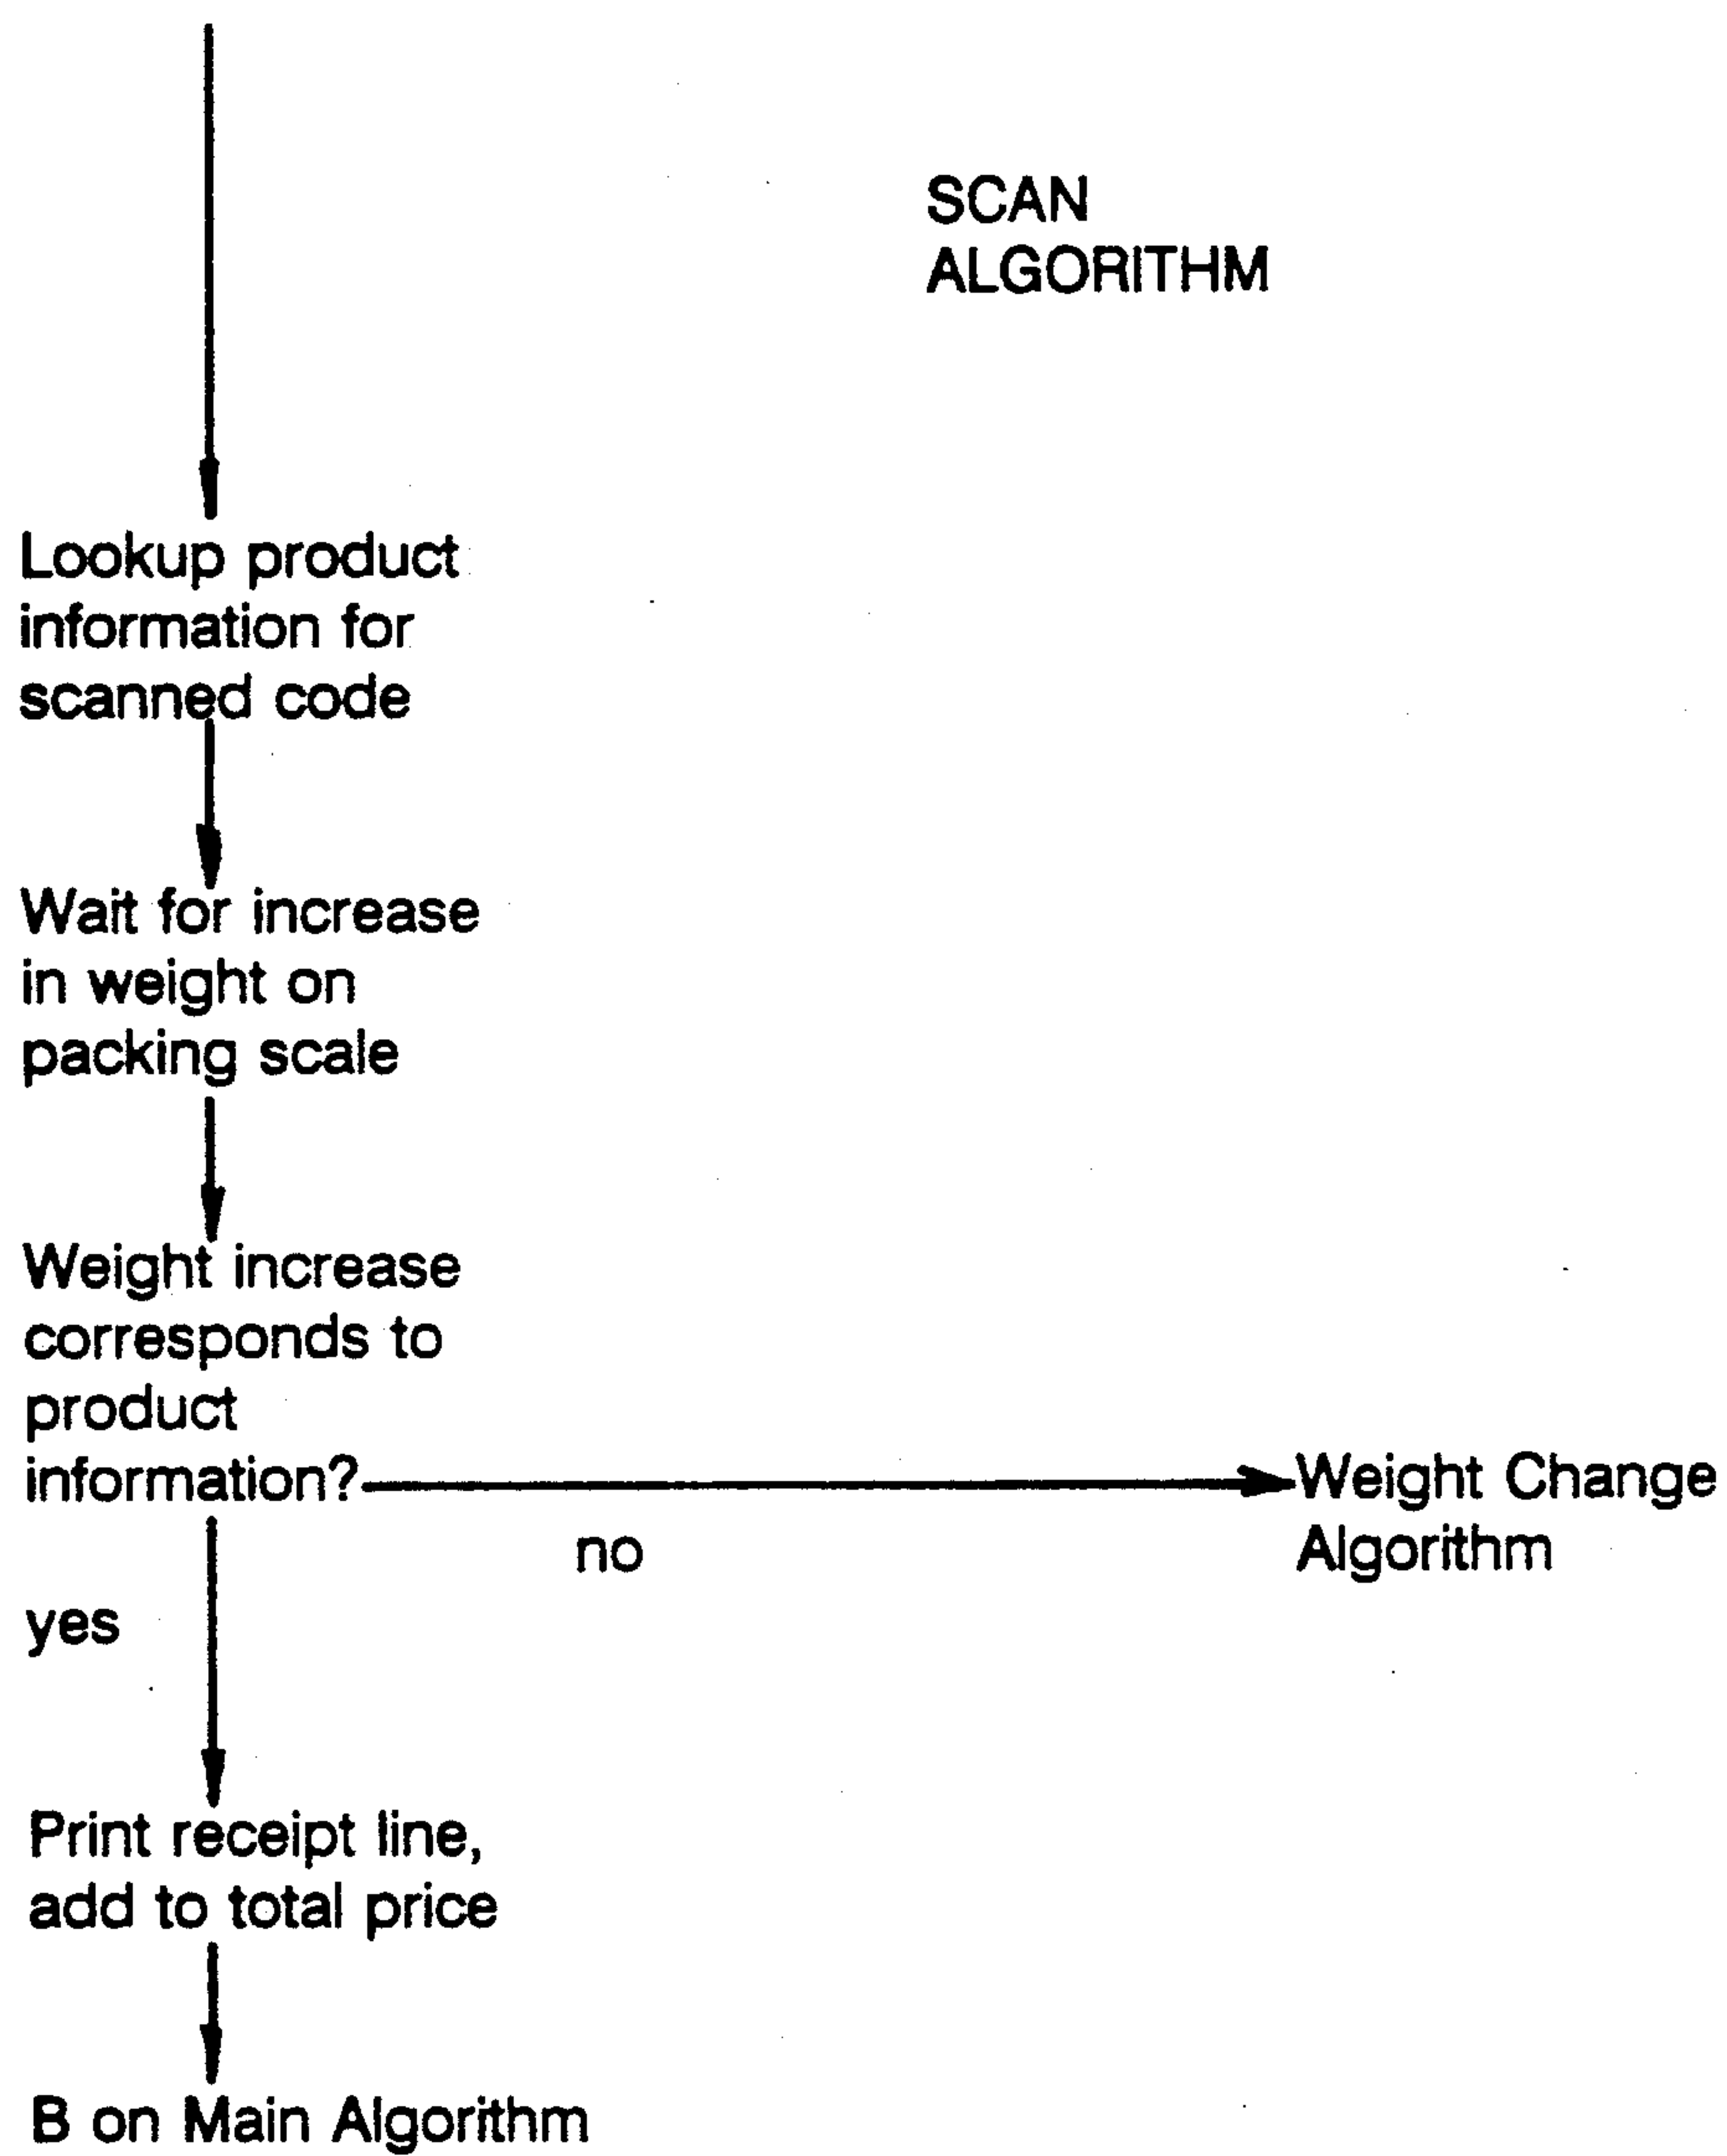 SCAN
ALGORITHM
Lookup product
information for
scanned code
Wait for increase
in weight on
packing scale
Weight increase
corresponds to
product
information?
no
Weight Change
Algorithm
yes
Print receipt line,
add to total price
B on Main Algorithm